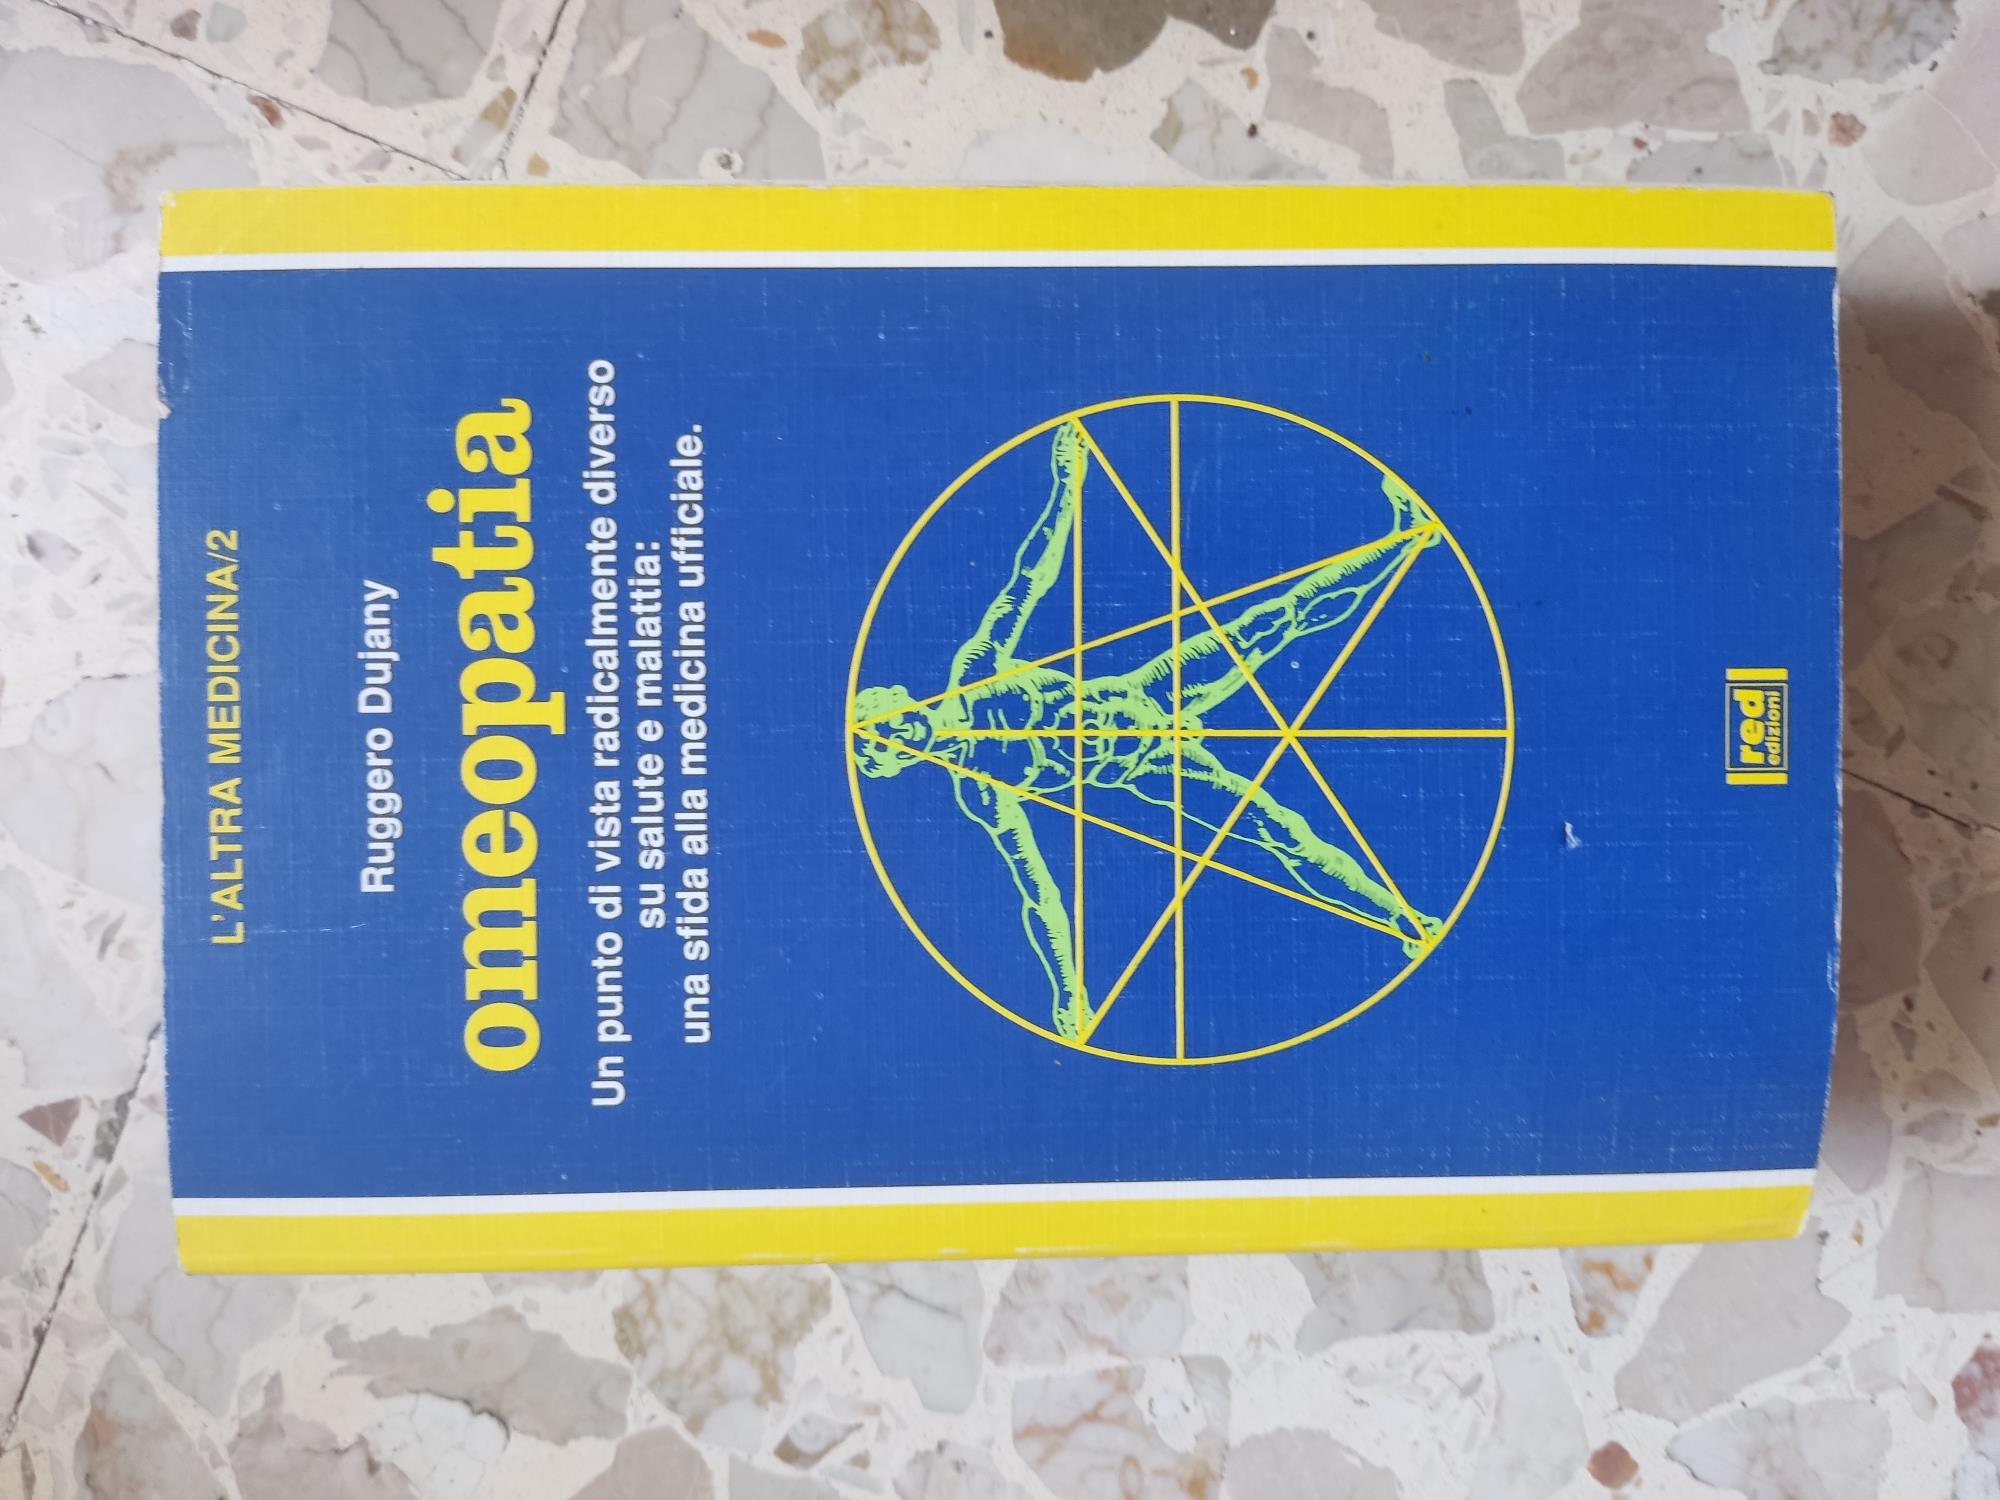 L'ALTRA MEDICINA/2
Ruggero Dujany
omeopatia
Un punto di vista radicalmente diverso
su salute e malattia:
una sfida alla medicina ufficiale.
red
edizioni